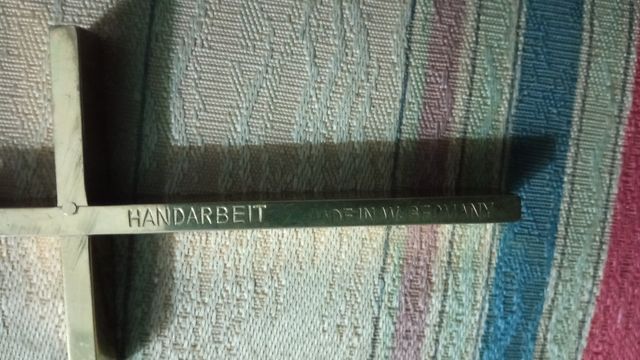 HANDARBEIT MADE IN W. GERMANY